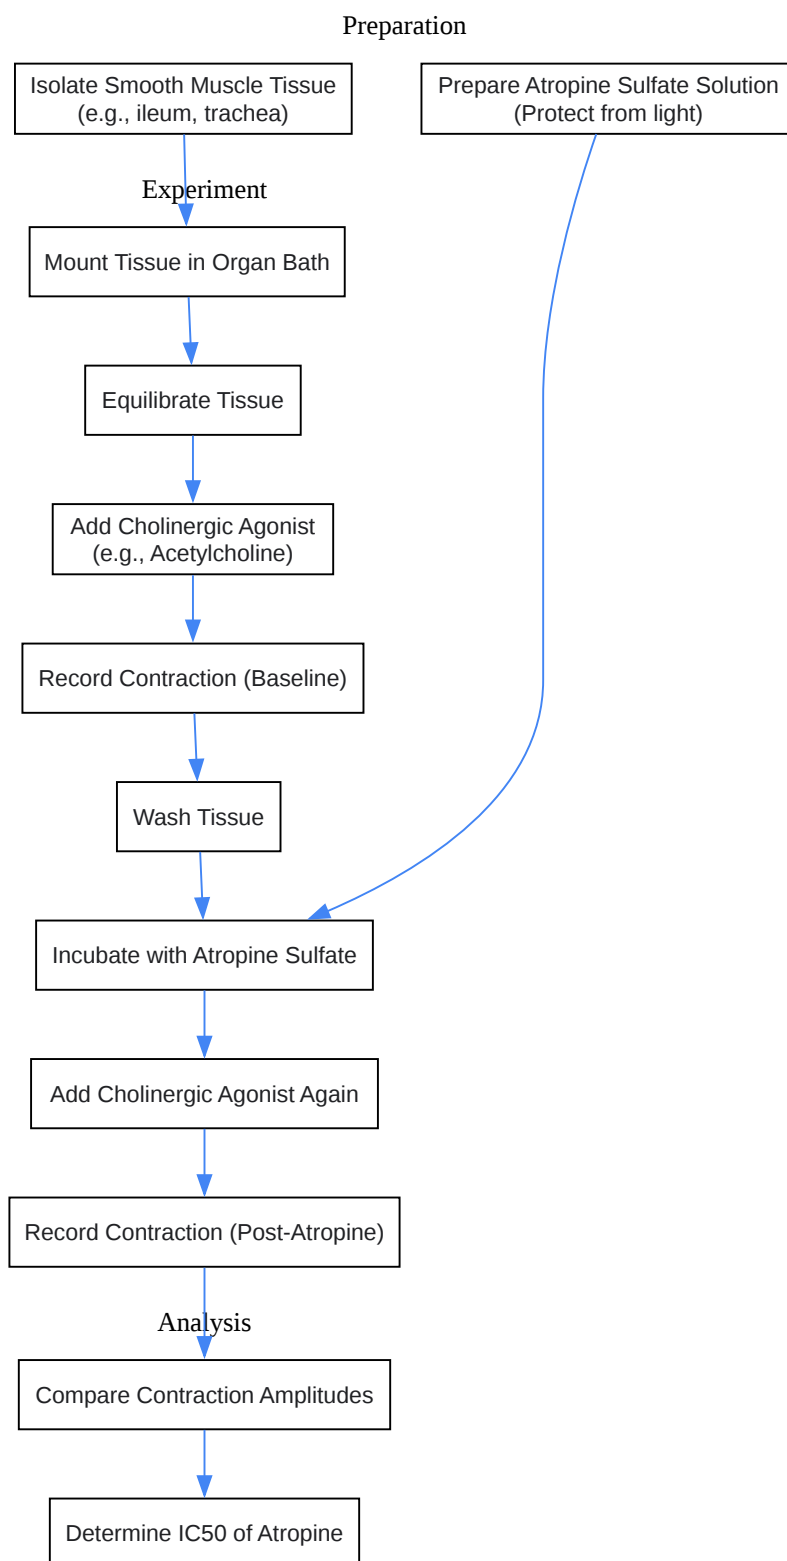 Preparation
Isolate Smooth Muscle Tissue
(e.g., ileum, trachea)
Prepare Atropine Sulfate Solution
(Protect from light)
Experiment
Mount Tissue in Organ Bath
Equilibrate Tissue
Add Cholinergic Agonist
(e.g., Acetylcholine)
Record Contraction (Baseline)
Wash Tissue
Incubate with Atropine Sulfate
Add Cholinergic Agonist Again
Record Contraction (Post-Atropine)
Analysis
Compare Contraction Amplitudes
Determine IC50 of Atropine